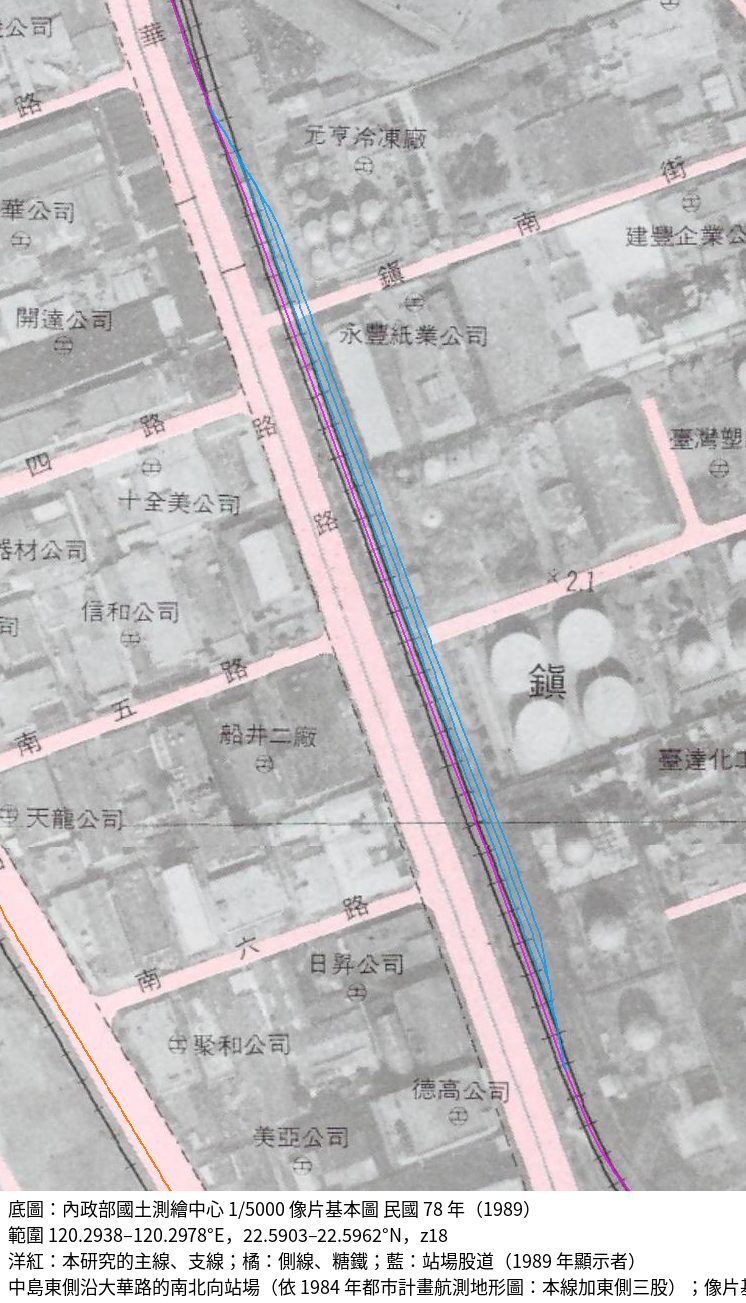 公司
華
路
元亨冷凍廠
街
華公司
南
建豐企業公
鎮
開達公司
永豐紙業公司
路
路
臺灣塑
四
十全美公司
路
器材公司
2.1
信和公司
司
路
鎮
五
南
船井二廠
臺達化工
天龍公司
路
六
日昇公司
南
聚和公司
德高公司
美亞公司
底圖：內政部國土測繪中心 1/5000 像片基本圖 民國 78 年（1989）
範圍 120.2938–120.2978°E，22.5903–22.5962°N，z18
洋紅：本研究的主線、支線；橘：側線、糖鐵；藍：站場股道（1989 年顯示者）
中島東側沿大華路的南北向站場（依 1984 年都市計畫航測地形圖：本線加東側三股）；像片基